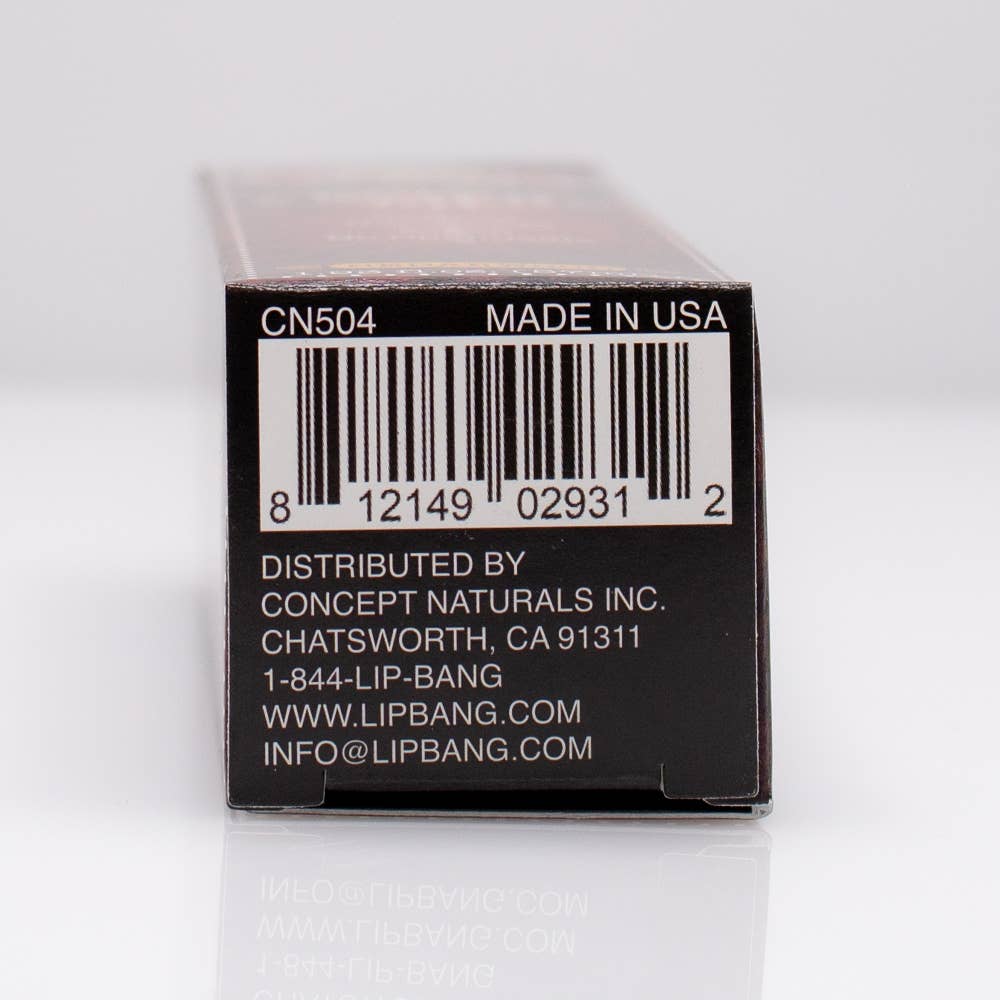 CN504 MADE IN USA
8 12149 02931 2
DISTRIBUTED BY
CONCEPT NATURALS INC.
CHATSWORTH, CA 91311
1-844-LIP-BANG
WWW.LIPBANG.COM
INFO@LIPBANG.COM